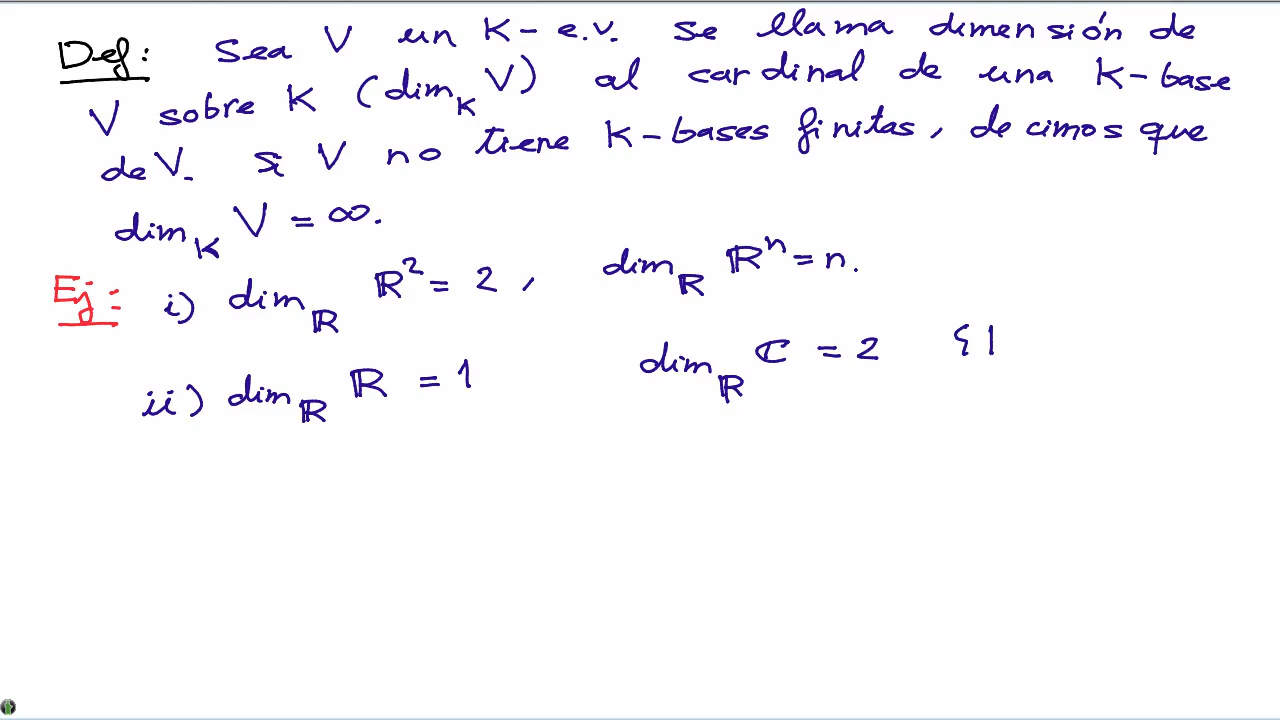 Def: Sea V un K-e.v. Se llama dimensión de
V sobre K (dim_K V) al cardinal de una K-base
de V. Si V no tiene K-bases finitas, decimos que
dim_K V = ∞.
Ej: i) dim_ℝ ℝ² = 2, dim_ℝ ℝⁿ = n.
ii) dim_ℝ ℝ = 1 dim_ℝ ℂ = 2 {1